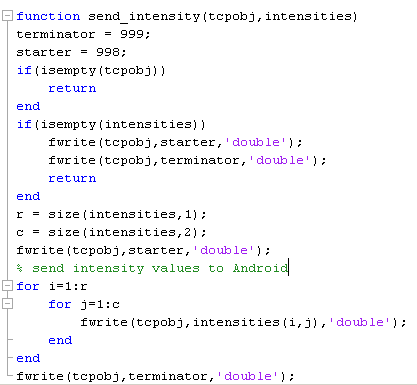 function send_intensity(tcpobj,intensities)
terminator = 999;
starter = 998;
if(isempty(tcpobj))
    return
end
if(isempty(intensities))
    fwrite(tcpobj,starter,'double');
    fwrite(tcpobj,terminator,'double');
    return
end
r = size(intensities,1);
c = size(intensities,2);
fwrite(tcpobj,starter,'double');
% send intensity values to Android
for i=1:r
    for j=1:c
        fwrite(tcpobj,intensities(i,j),'double');
    end
end
fwrite(tcpobj,terminator,'double');